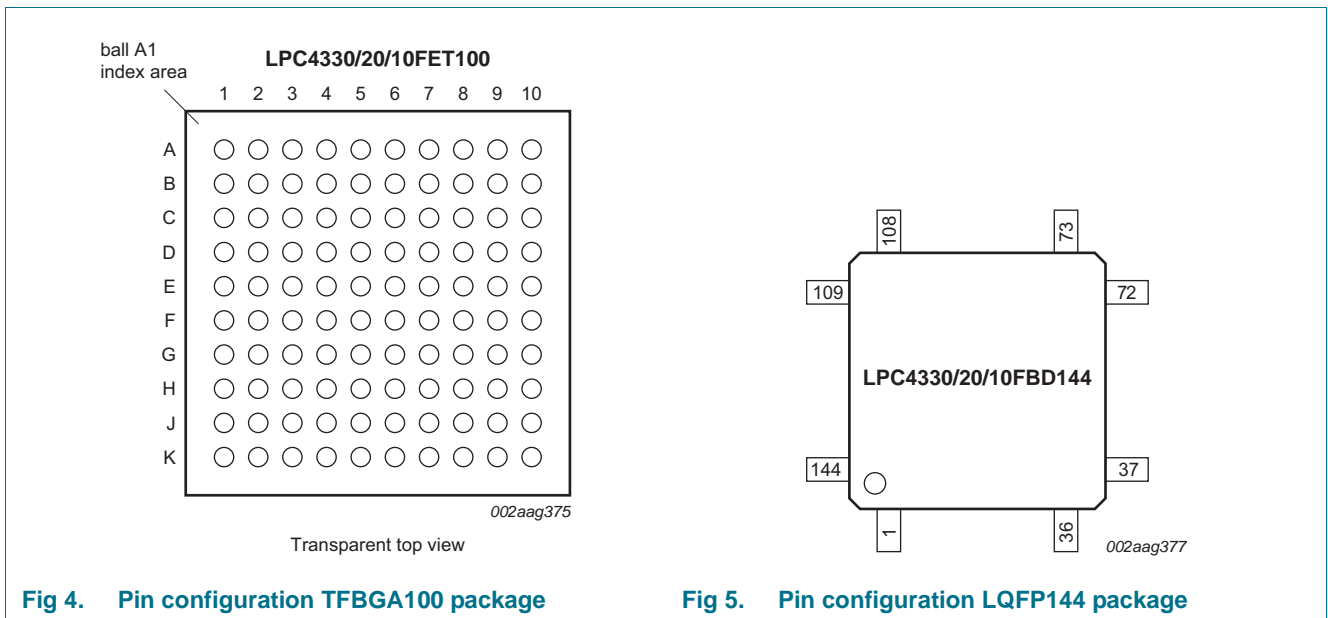 ball A1
index area
LPC4330/20/10FET100
1 2 3 4 5 6 7 8 9 10
A
B
C
D
E
F
G
H
J
K
002aag375
Transparent top view
108 73
109 72
LPC4330/20/10FBD144
144 37
1 36
002aag377
Fig 4. Pin configuration TFBGA100 package
Fig 5. Pin configuration LQFP144 package